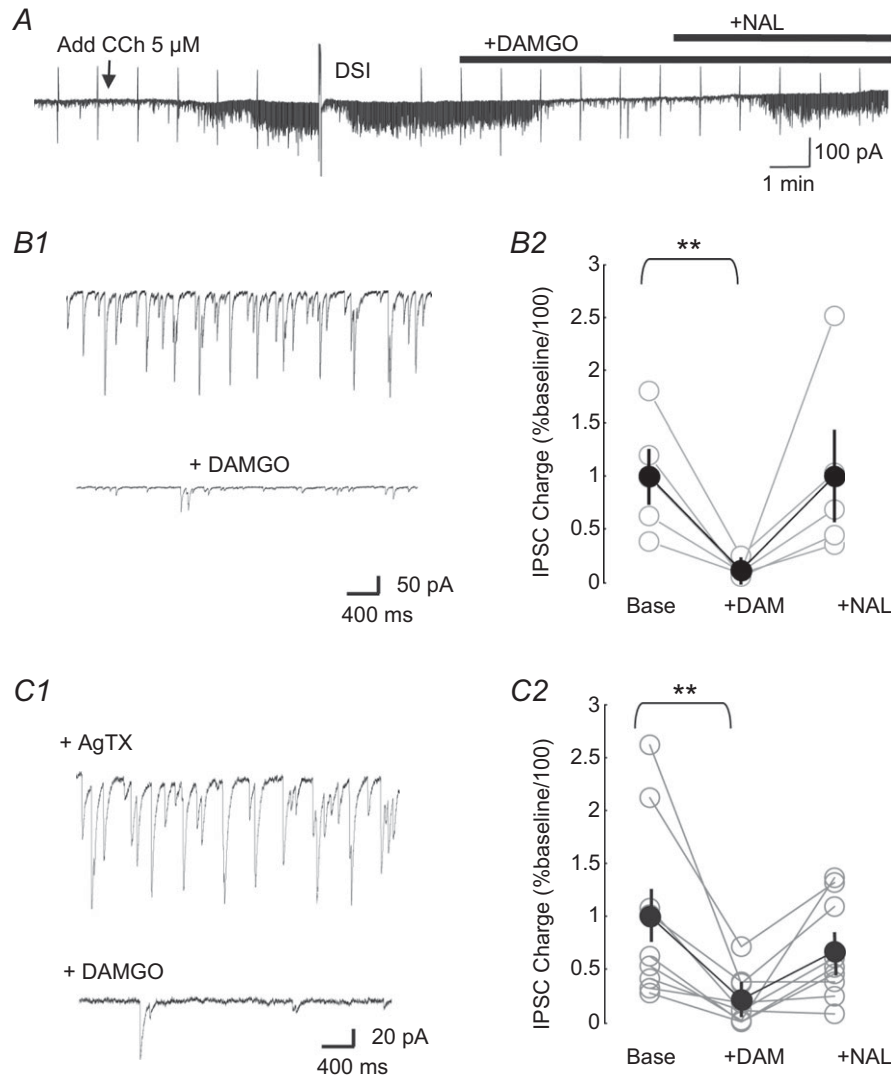 A
Add CCh 5 µM
DSI
+DAMGO
+NAL
100 pA
1 min
B1
+ DAMGO
50 pA
400 ms
B2
**
IPSC Charge (%baseline/100)
3
2.5
2
1.5
1
0.5
0
Base +DAM +NAL
C1
+ AgTX
+ DAMGO
20 pA
400 ms
C2
**
IPSC Charge (%baseline/100)
3
2.5
2
1.5
1
0.5
0
Base +DAM +NAL